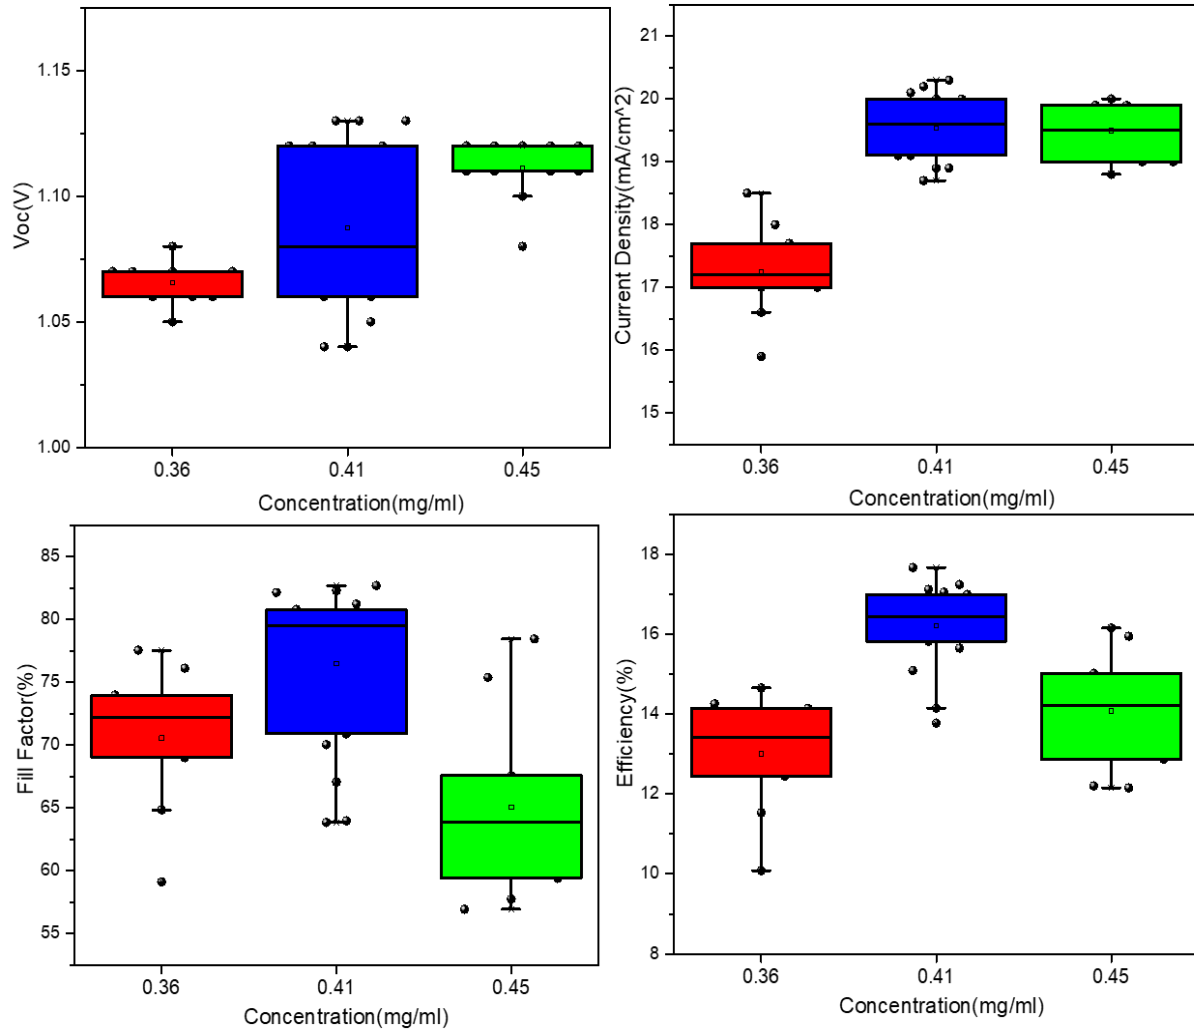 1.15
1.10
1.05
1.00
Voc(V)
0.36 0.41 0.45
Concentration(mg/ml)
21
20
19
18
17
16
15
Current Density(mA/cm^2)
0.36 0.41 0.45
Concentration(mg/ml)
85
80
75
70
65
60
55
Fill Factor(%)
0.36 0.41 0.45
Concentration(mg/ml)
18
16
14
12
10
8
Efficiency(%)
0.36 0.41 0.45
Concentration(mg/ml)